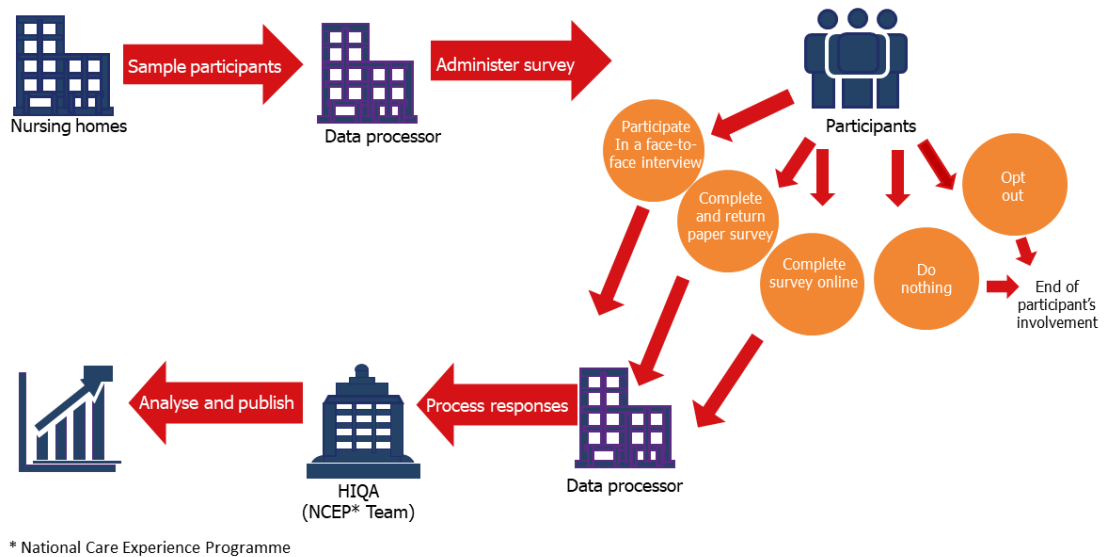 Nursing homes
Sample participants
Data processor
Administer survey
Participants
Participate
In a face-to-
face interview
Complete
and return
paper survey
Complete
survey online
Do
nothing
Opt
out
End of
participant's
involvement
Analyse and publish
HIQA
(NCEP* Team)
Process responses
Data processor
* National Care Experience Programme